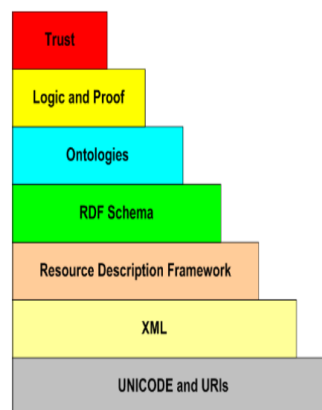 Trust
Logic and Proof
Ontologies
RDF Schema
Resource Description Framework
XML
UNICODE and URIs